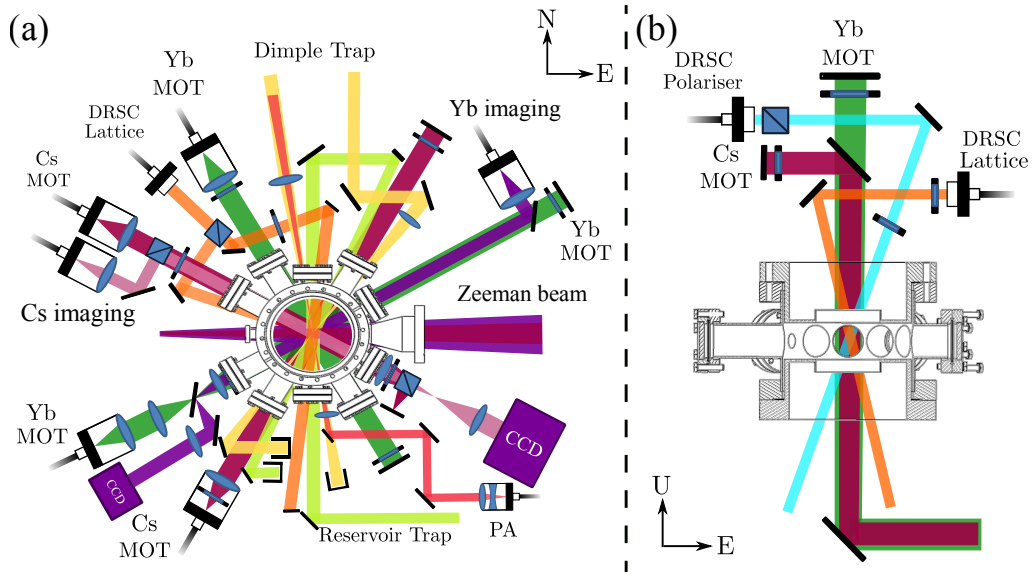 (a)
Yb
MOT
Dimple Trap
N
E
DRSC
Lattice
Yb imaging
Cs
MOT
Yb
MOT
Cs imaging
Zeeman beam
Yb
MOT
CCD
CCD
Cs
MOT
Reservoir Trap
PA
(b)
Yb
MOT
DRSC
Polariser
Cs
MOT
DRSC
Lattice
U
E